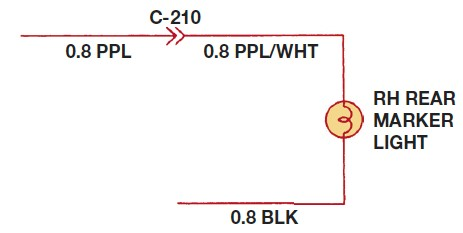 C-210
0.8 PPL
0.8 PPL/WHT
RH REAR
MARKER
LIGHT
0.8 BLK